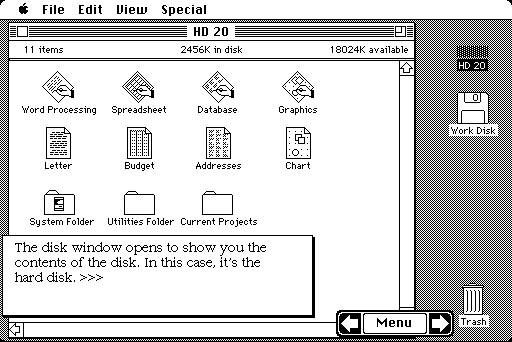 File Edit View Special
HD 20
11 items 2456K in disk 18024K available
Word Processing Spreadsheet Database Graphics
Letter Budget Addresses Chart
System Folder Utilities Folder Current Projects
HD 20
Work Disk
The disk window opens to show you the
contents of the disk. In this case, it's the
hard disk. >>>
Menu
Trash